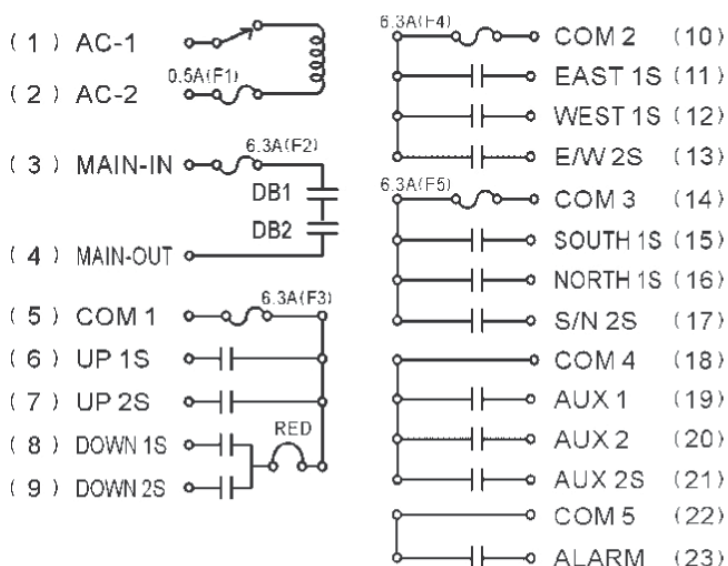 ( 1 ) AC-1
0.5A(F1)
( 2 ) AC-2
6.3A(F2)
( 3 ) MAIN-IN
DB1
DB2
( 4 ) MAIN-OUT
6.3A(F3)
( 5 ) COM 1
( 6 ) UP 1S
( 7 ) UP 2S
RED
( 8 ) DOWN 1S
( 9 ) DOWN 2S
6.3A(F4)
COM 2 (10)
EAST 1S (11)
WEST 1S (12)
E/W 2S (13)
6.3A(F5)
COM 3 (14)
SOUTH 1S (15)
NORTH 1S (16)
S/N 2S (17)
COM 4 (18)
AUX 1 (19)
AUX 2 (20)
AUX 2S (21)
COM 5 (22)
ALARM (23)